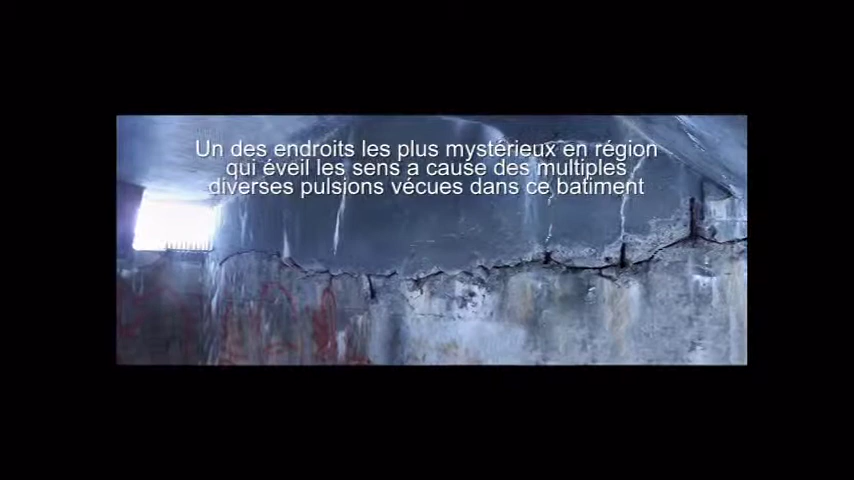 Un des endroits les plus mystérieux en région
qui éveil les sens a cause des multiples
diverses pulsions vécues dans ce batiment